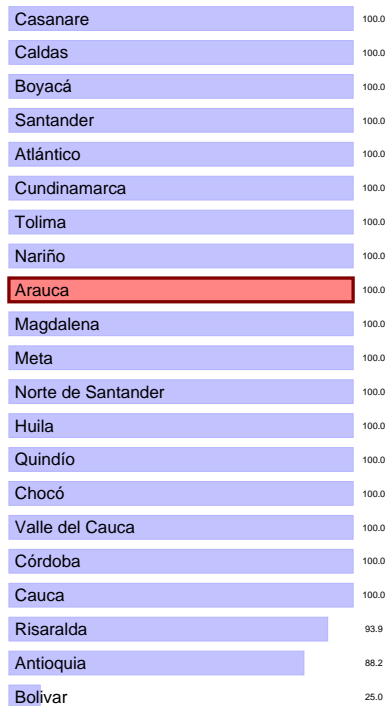 Casanare 100.0
Caldas 100.0
Boyacá 100.0
Santander 100.0
Atlántico 100.0
Cundinamarca 100.0
Tolima 100.0
Nariño 100.0
Arauca 100.0
Magdalena 100.0
Meta 100.0
Norte de Santander 100.0
Huila 100.0
Quindío 100.0
Chocó 100.0
Valle del Cauca 100.0
Córdoba 100.0
Cauca 100.0
Risaralda 93.9
Antioquia 88.2
Bolivar 25.0